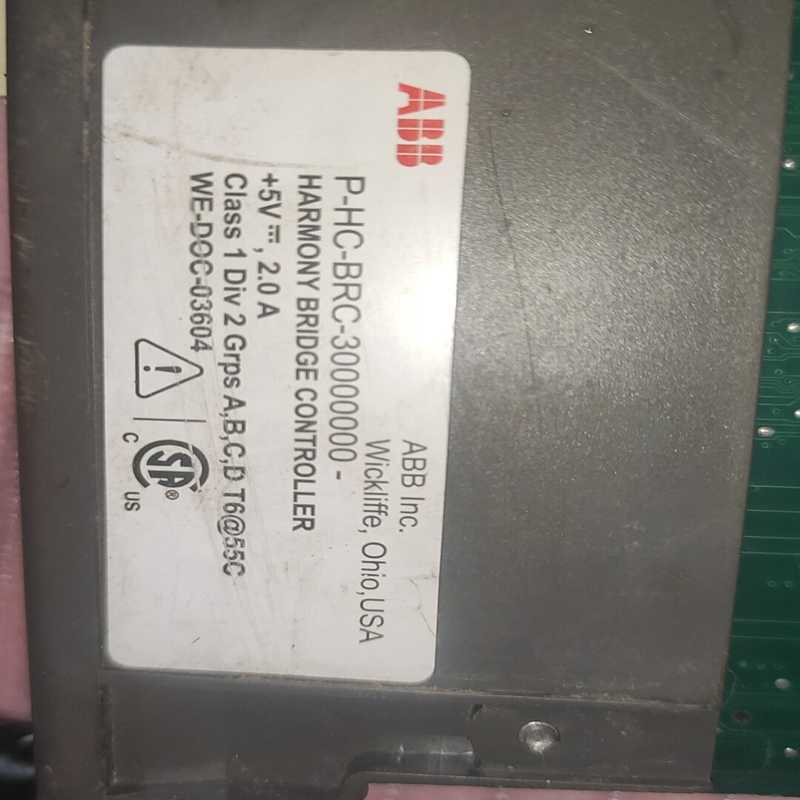 ABB
ABB Inc.
Wickliffe, Ohio,USA
P-HC-BRC-30000000 -
HARMONY BRIDGE CONTROLLER
+5V⎓, 2.0 A
Class 1 Div 2 Grps A,B,C,D T6@55C
WE-DOC-03604
SA®
C US